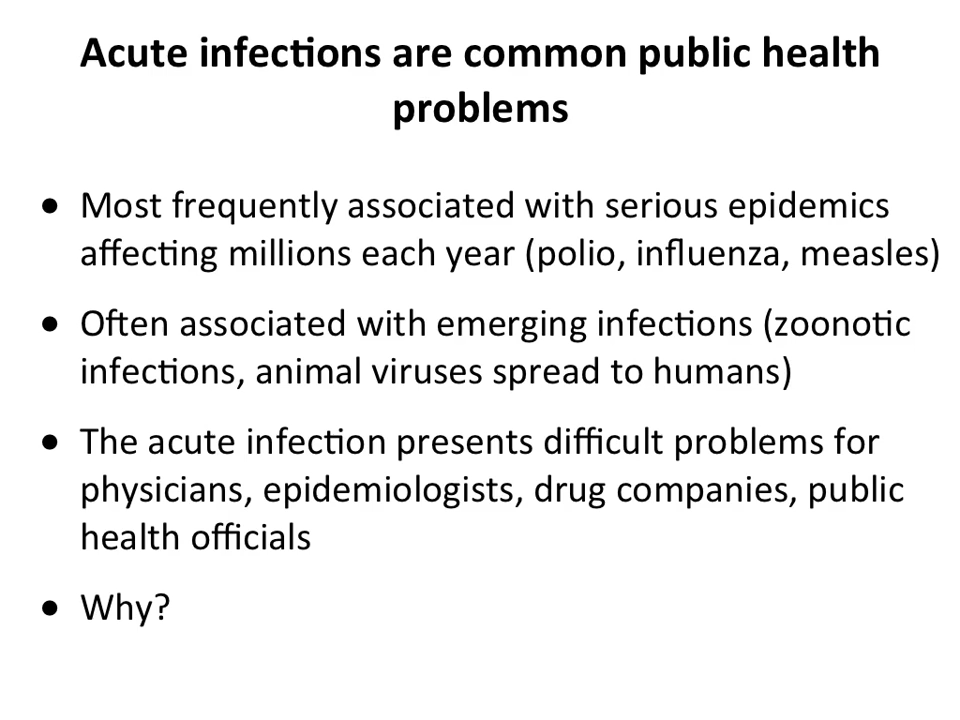 Acute infections are common public health
problems
• Most frequently associated with serious epidemics
affecting millions each year (polio, influenza, measles)
• Often associated with emerging infections (zoonotic
infections, animal viruses spread to humans)
• The acute infection presents difficult problems for
physicians, epidemiologists, drug companies, public
health officials
• Why?